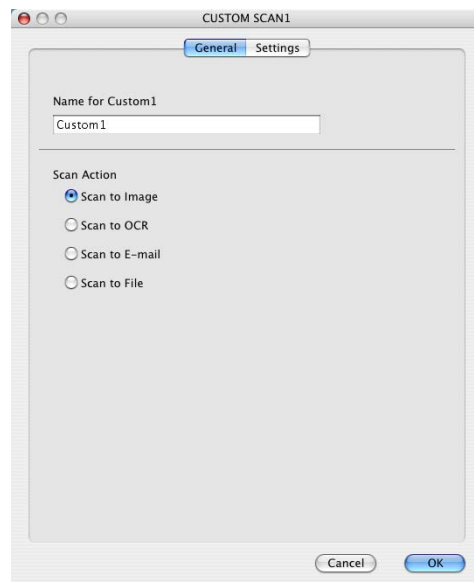 CUSTOM SCAN1
General Settings
Name for Custom1
Custom1
Scan Action
Scan to Image
Scan to OCR
Scan to E-mail
Scan to File
Cancel OK